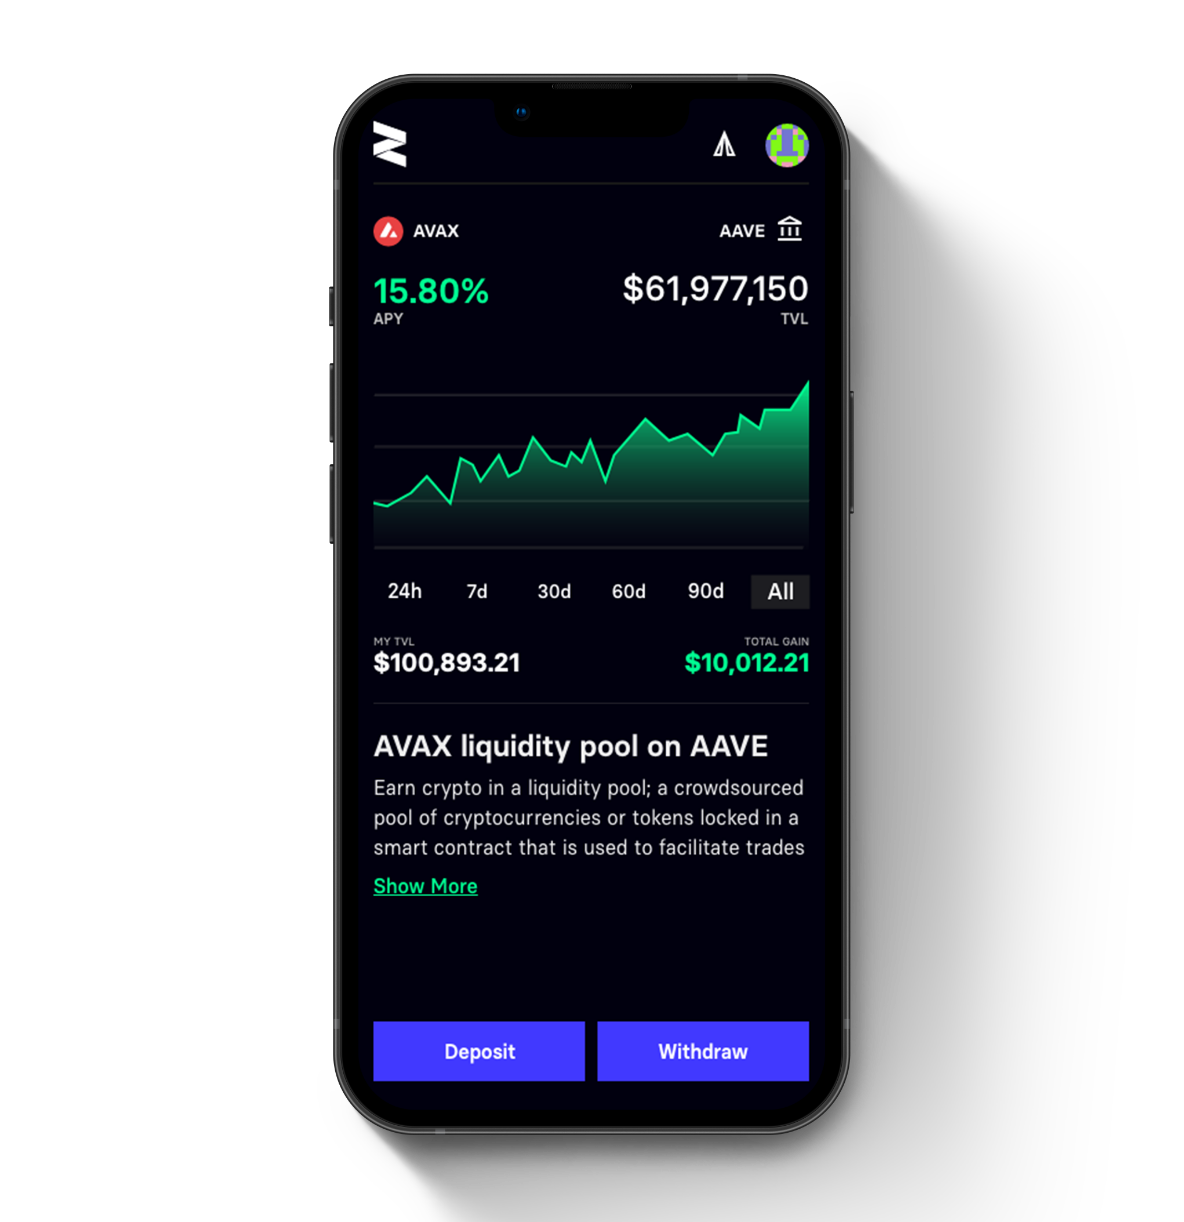 AVAX
AAVE
15.80%
$61,977,150
APY
TVL
24h 7d 30d 60d 90d All
MY TVL
TOTAL GAIN
$100,893.21
$10,012.21
AVAX liquidity pool on AAVE
Earn crypto in a liquidity pool; a crowdsourced
pool of cryptocurrencies or tokens locked in a
smart contract that is used to facilitate trades
Show More
Deposit
Withdraw